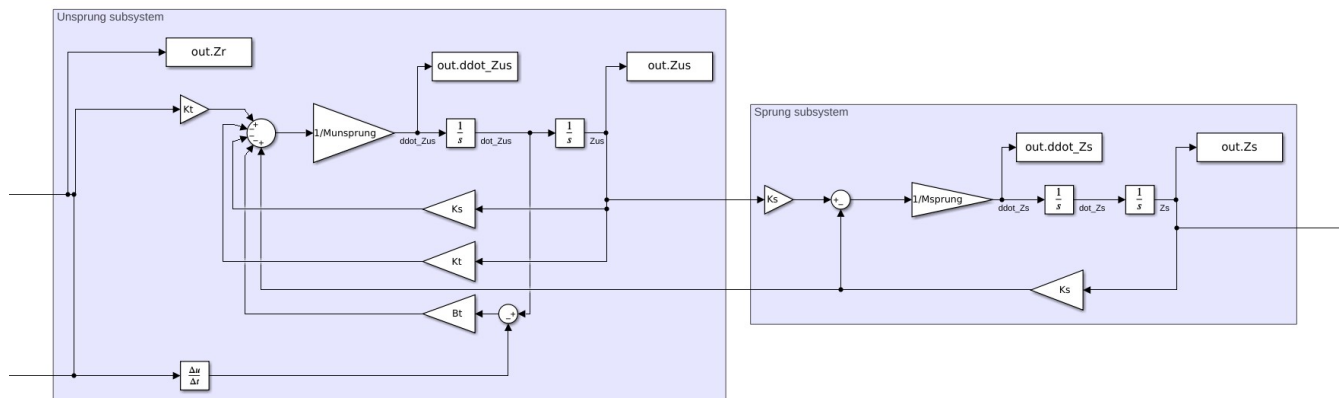 Unsprung subsystem
out.Zr
out.ddot_Zus
out.Zus
Kt
+
−
−
−
+
1/Munsprung
ddot_Zus
1
s
dot_Zus
1
s
Zus
Ks
Kt
Bt
−
+
Δu
Δt
Sprung subsystem
out.ddot_Zs
out.Zs
Ks
+
−
1/Msprung
ddot_Zs
1
s
dot_Zs
1
s
Zs
Ks